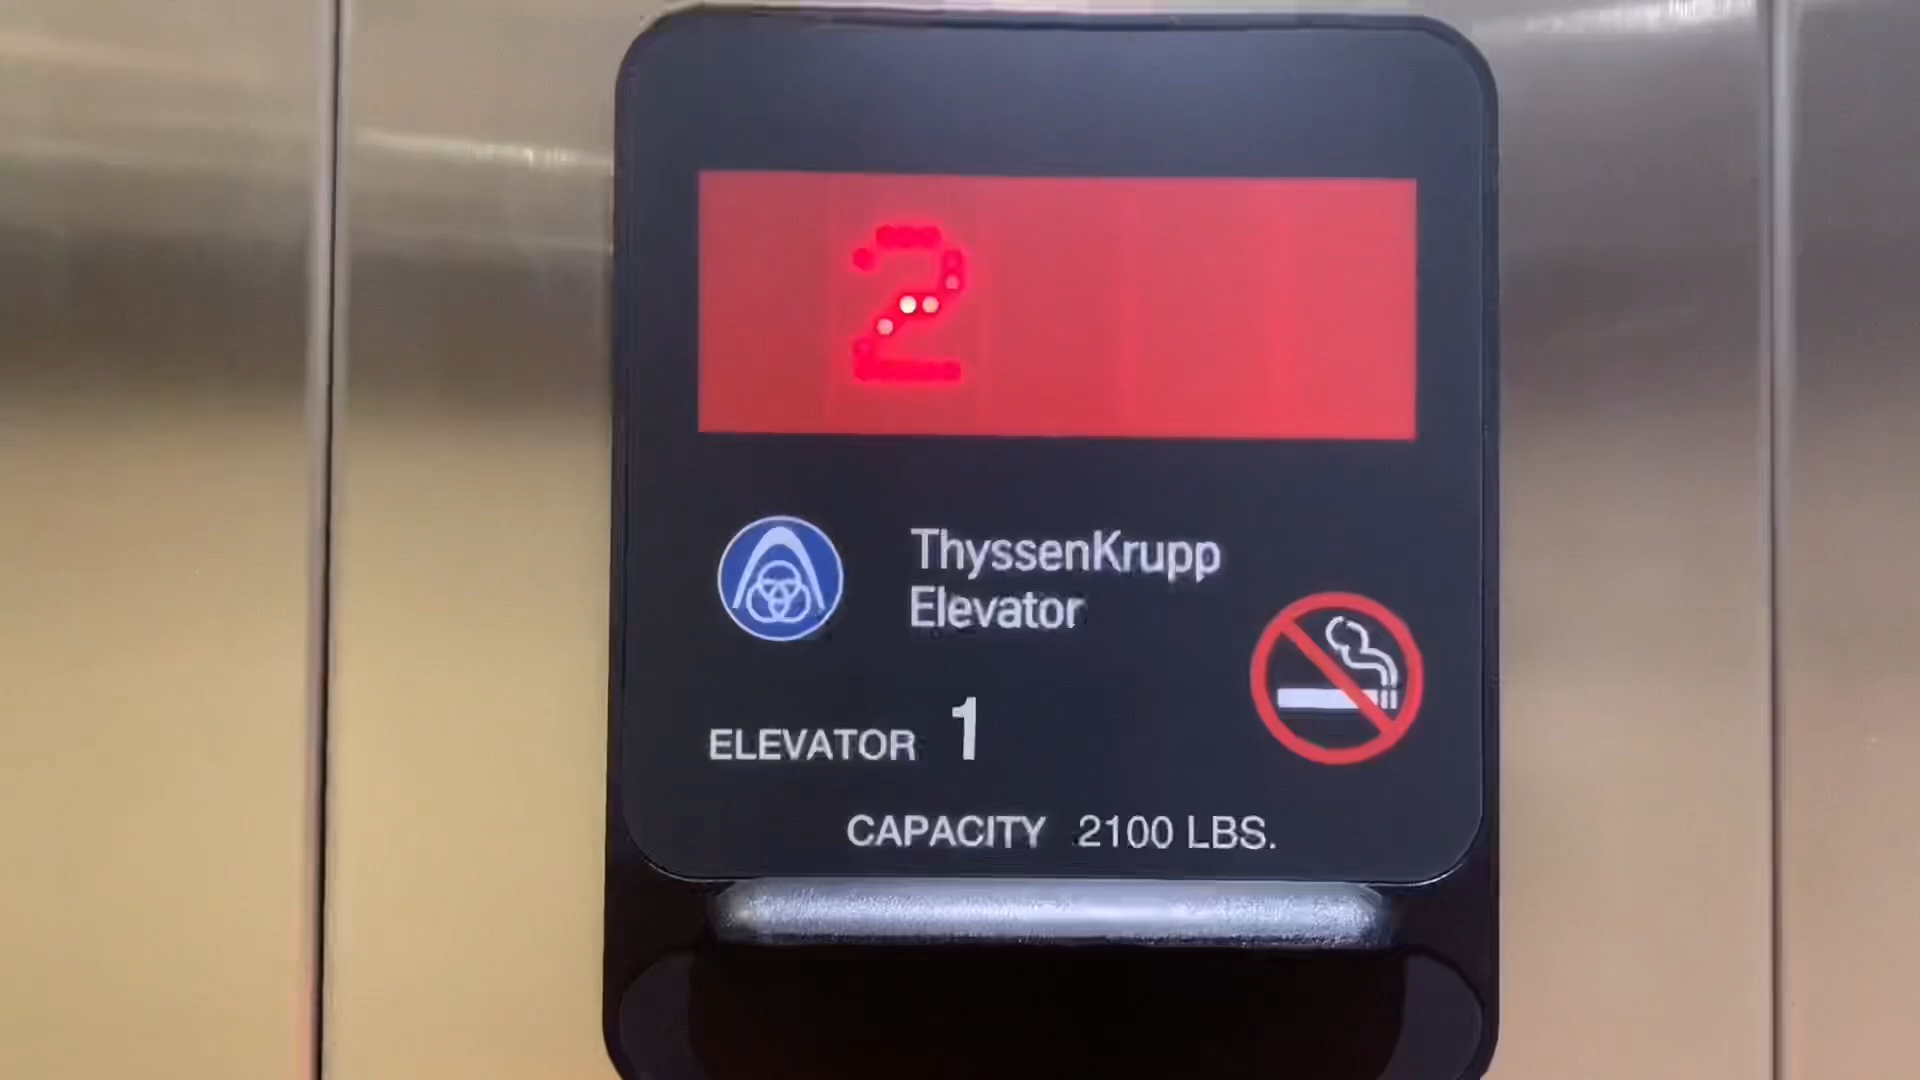 2
ThyssenKrupp
Elevator
ELEVATOR 1
CAPACITY 2100 LBS.